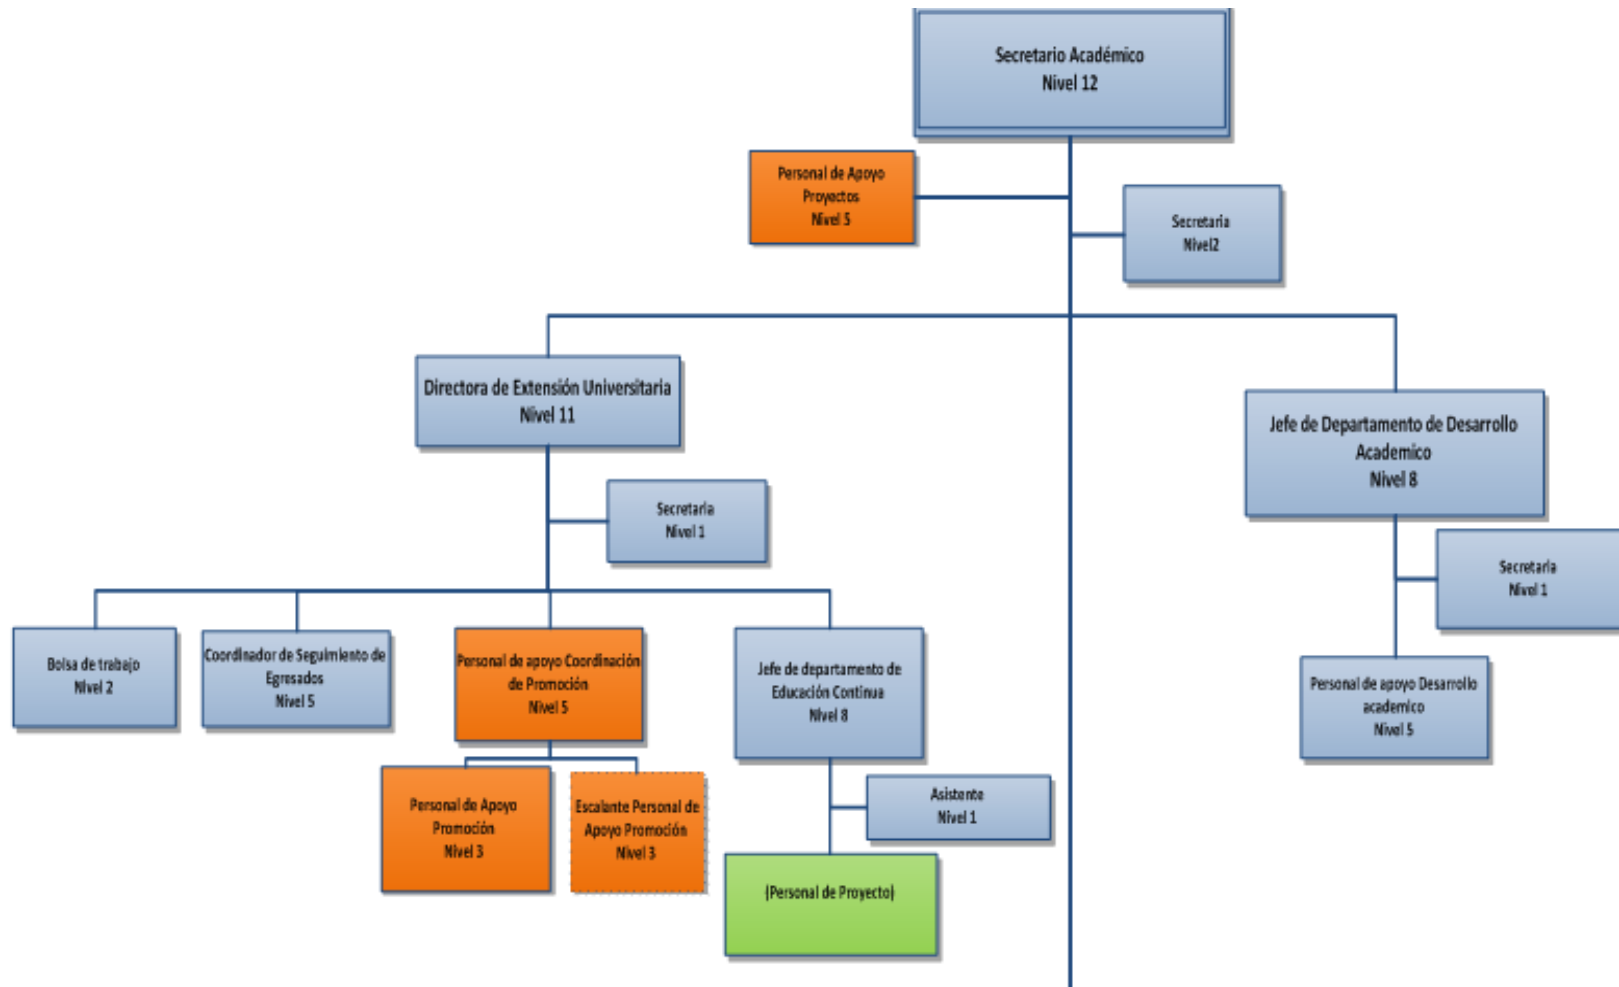 Secretario Académico
Nivel 12
Personal de Apoyo
Proyectos
Nivel 5
Secretaria
Nivel2
Directora de Extensión Universitaria
Nivel 11
Jefe de Departamento de Desarrollo
Academico
Nivel 8
Secretaria
Nivel 1
Secretaria
Nivel 1
Bolsa de trabajo
Nivel 2
Coordinador de Seguimiento de
Egresados
Nivel 5
Personal de apoyo Coordinación
de Promoción
Nivel 5
Jefe de departamento de
Educación Continua
Nivel 8
Personal de apoyo Desarrollo
academico
Nivel 5
Personal de Apoyo
Promoción
Nivel 3
Escalante Personal de
Apoyo Promoción
Nivel 3
Asistente
Nivel 1
(Personal de Proyecto)